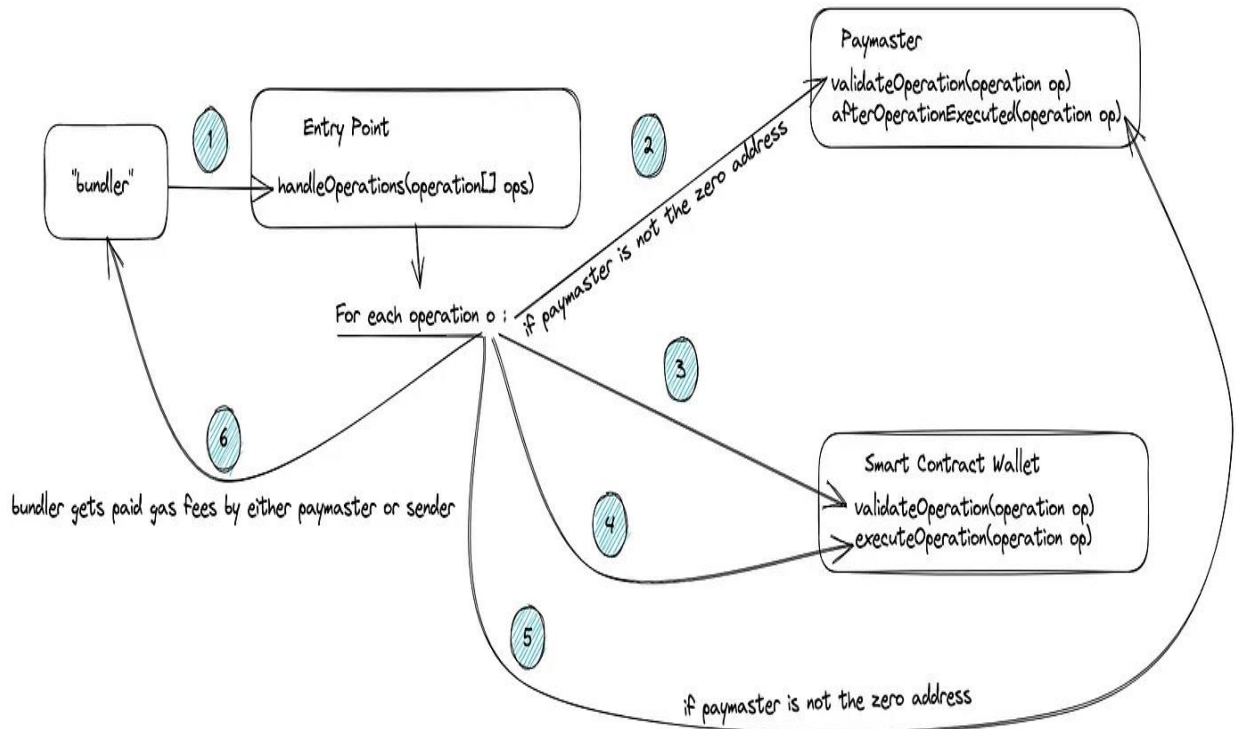 Paymaster
validateOperation(operation op)
afterOperationExecuted(operation op)
1
Entry Point
2
"bundler"
handleOperations(operation[] ops)
if paymaster is not the zero address
For each operation o :
3
6
Smart Contract Wallet
bundler gets paid gas fees by either paymaster or sender
validateOperation(operation op)
4
executeOperation(operation op)
5
if paymaster is not the zero address